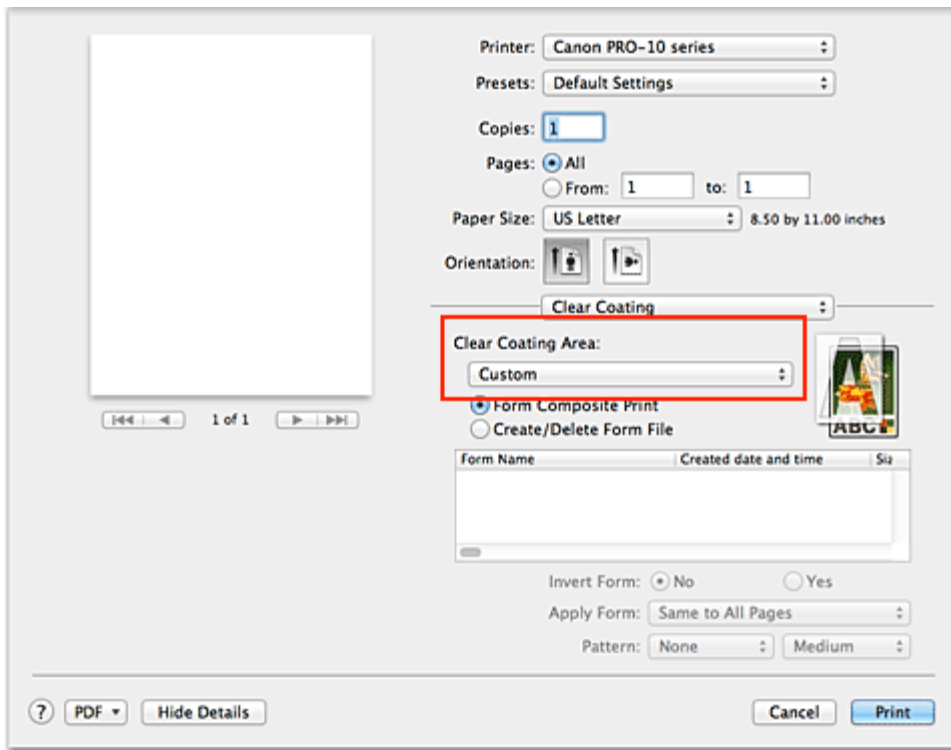 Printer: Canon PRO-10 series
Presets: Default Settings
Copies: 1
Pages: All
From: 1 to: 1
Paper Size: US Letter 8.50 by 11.00 inches
Orientation:
Clear Coating
Clear Coating Area:
Custom
Form Composite Print
Create/Delete Form File
ABC
Form Name Created date and time Siz
1 of 1
Invert Form: No Yes
Apply Form: Same to All Pages
Pattern: None Medium
? PDF Hide Details Cancel Print